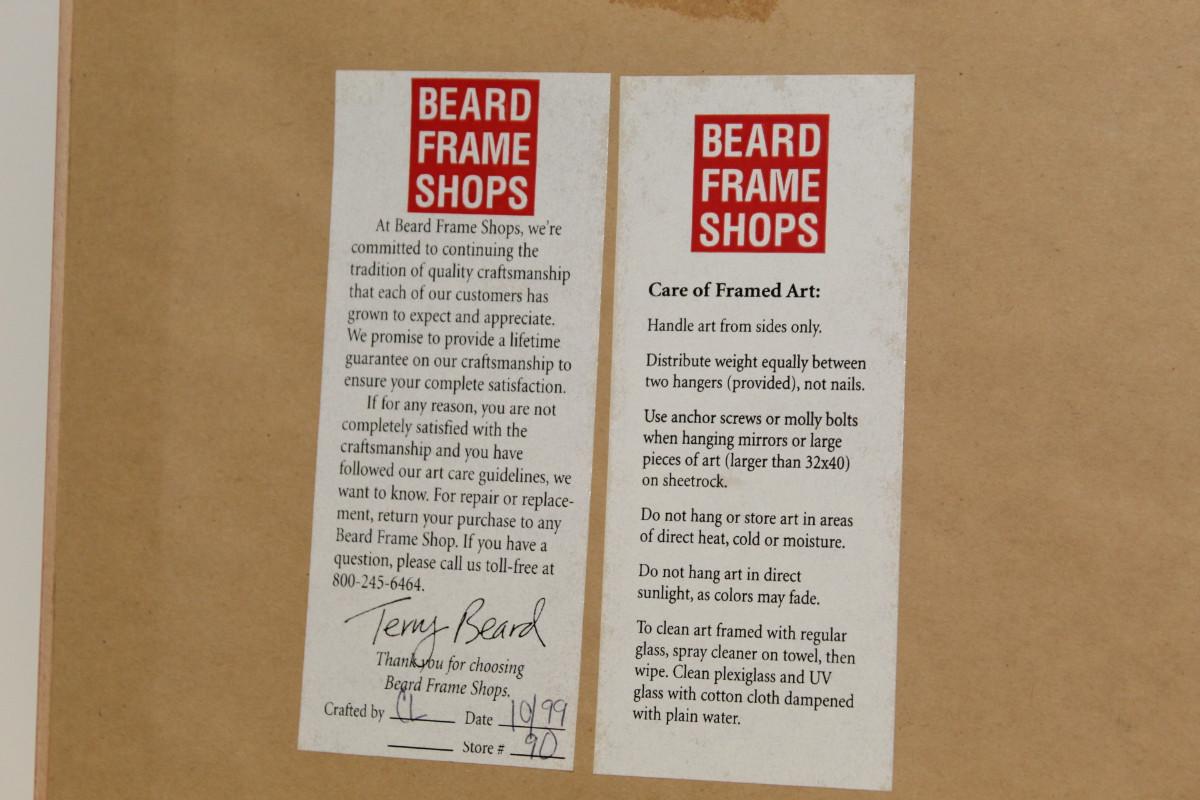 BEARD
FRAME
SHOPS
At Beard Frame Shops, we're
committed to continuing the
tradition of quality craftsmanship
that each of our customers has
grown to expect and appreciate.
We promise to provide a lifetime
guarantee on our craftsmanship to
ensure your complete satisfaction.
If for any reason, you are not
completely satisfied with the
craftsmanship and you have
followed our art care guidelines, we
want to know. For repair or replace-
ment, return your purchase to any
Beard Frame Shop. If you have a
question, please call us toll-free at
800-245-6464.
Terry Beard
Thank you for choosing
Beard Frame Shops.
Crafted by CL Date 10/99
Store # 90
BEARD
FRAME
SHOPS
Care of Framed Art:
Handle art from sides only.
Distribute weight equally between
two hangers (provided), not nails.
Use anchor screws or molly bolts
when hanging mirrors or large
pieces of art (larger than 32x40)
on sheetrock.
Do not hang or store art in areas
of direct heat, cold or moisture.
Do not hang art in direct
sunlight, as colors may fade.
To clean art framed with regular
glass, spray cleaner on towel, then
wipe. Clean plexiglass and UV
glass with cotton cloth dampened
with plain water.